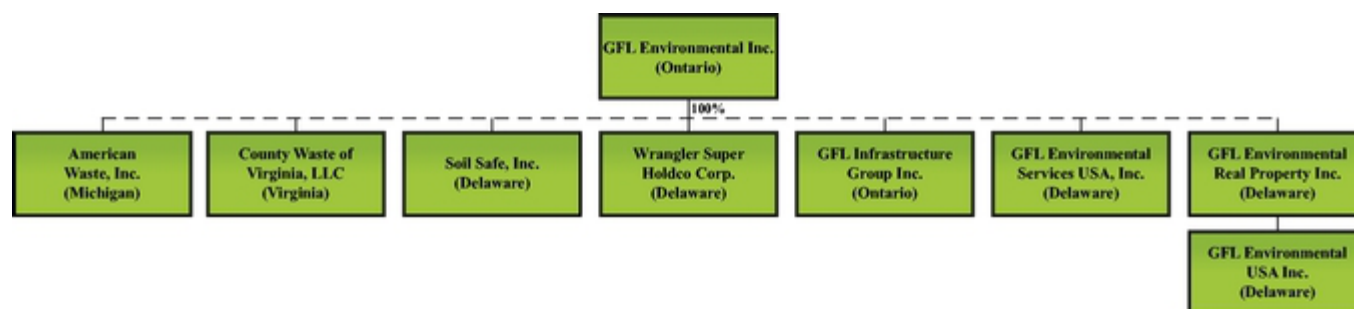 GFL Environmental Inc.
(Ontario)
100%
American
Waste, Inc.
(Michigan)
County Waste of
Virginia, LLC
(Virginia)
Soil Safe, Inc.
(Delaware)
Wrangler Super
Holdco Corp.
(Delaware)
GFL Infrastructure
Group Inc.
(Ontario)
GFL Environmental
Services USA, Inc.
(Delaware)
GFL Environmental
Real Property Inc.
(Delaware)
GFL Environmental
USA Inc.
(Delaware)